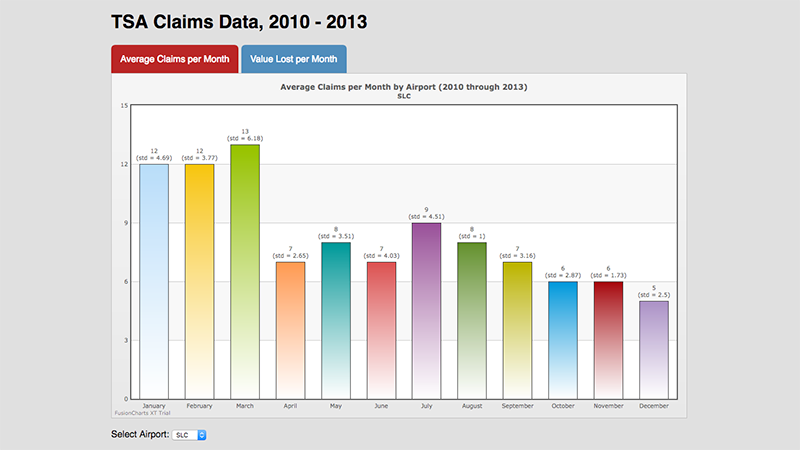 TSA Claims Data, 2010 - 2013
Average Claims per Month
Value Lost per Month
Average Claims per Month by Airport (2010 through 2013)
SLC
15
12
9
6
3
0
12
(std = 4.69)
12
(std = 3.77)
13
(std = 6.18)
7
(std = 2.65)
8
(std = 3.51)
7
(std = 4.03)
9
(std = 4.51)
8
(std = 1)
7
(std = 3.16)
6
(std = 2.87)
6
(std = 1.73)
5
(std = 2.5)
January
February
March
April
May
June
July
August
September
October
November
December
FusionCharts XT Trial
Select Airport: SLC